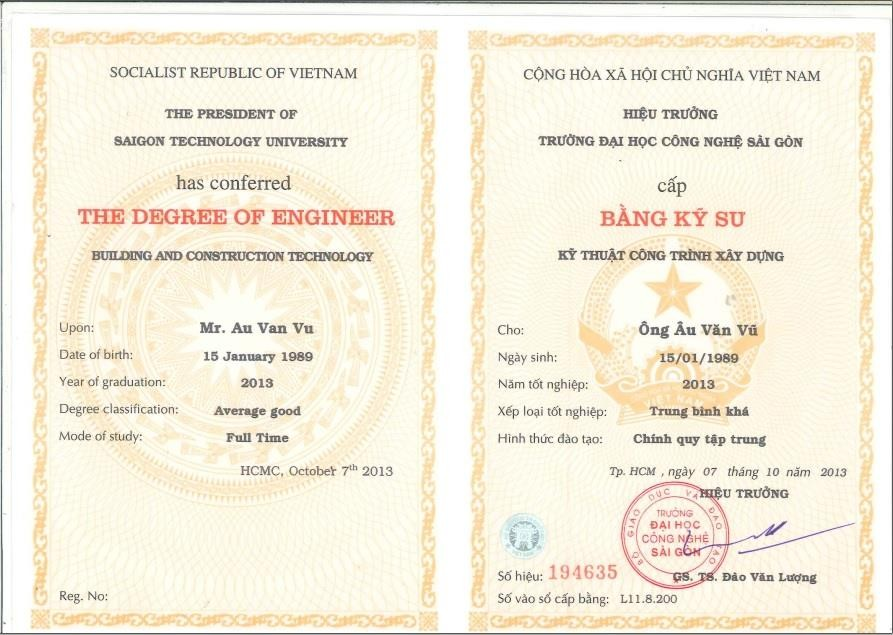 SOCIALIST REPUBLIC OF VIETNAM
THE PRESIDENT OF
SAIGON TECHNOLOGY UNIVERSITY
has conferred
THE DEGREE OF ENGINEER
BUILDING AND CONSTRUCTION TECHNOLOGY
Upon: Mr. Au Van Vu
Date of birth: 15 January 1989
Year of graduation: 2013
Degree classification: Average good
Mode of study: Full Time
HCMC, October 7th 2013
Reg. No:
CỘNG HÒA XÃ HỘI CHỦ NGHĨA VIỆT NAM
HIỆU TRƯỞNG
TRƯỜNG ĐẠI HỌC CÔNG NGHỆ SÀI GÒN
cấp
BẰNG KỸ SƯ
KỸ THUẬT CÔNG TRÌNH XÂY DỰNG
VIỆT NAM
Cho: Ông Âu Văn Vũ
Ngày sinh: 15/01/1989
Năm tốt nghiệp: 2013
Xếp loại tốt nghiệp: Trung bình khá
Hình thức đào tạo: Chính quy tập trung
Tp. HCM , ngày 07 tháng 10 năm 2013
HIỆU TRƯỞNG
BỘ GIÁO DỤC VÀ ĐÀO TẠO
TRƯỜNG
ĐẠI HỌC
CÔNG NGHỆ
SÀI GÒN
Số hiệu: 194635
GS. TS. Đào Văn Lượng
Số vào sổ cấp bằng: L11.8.200